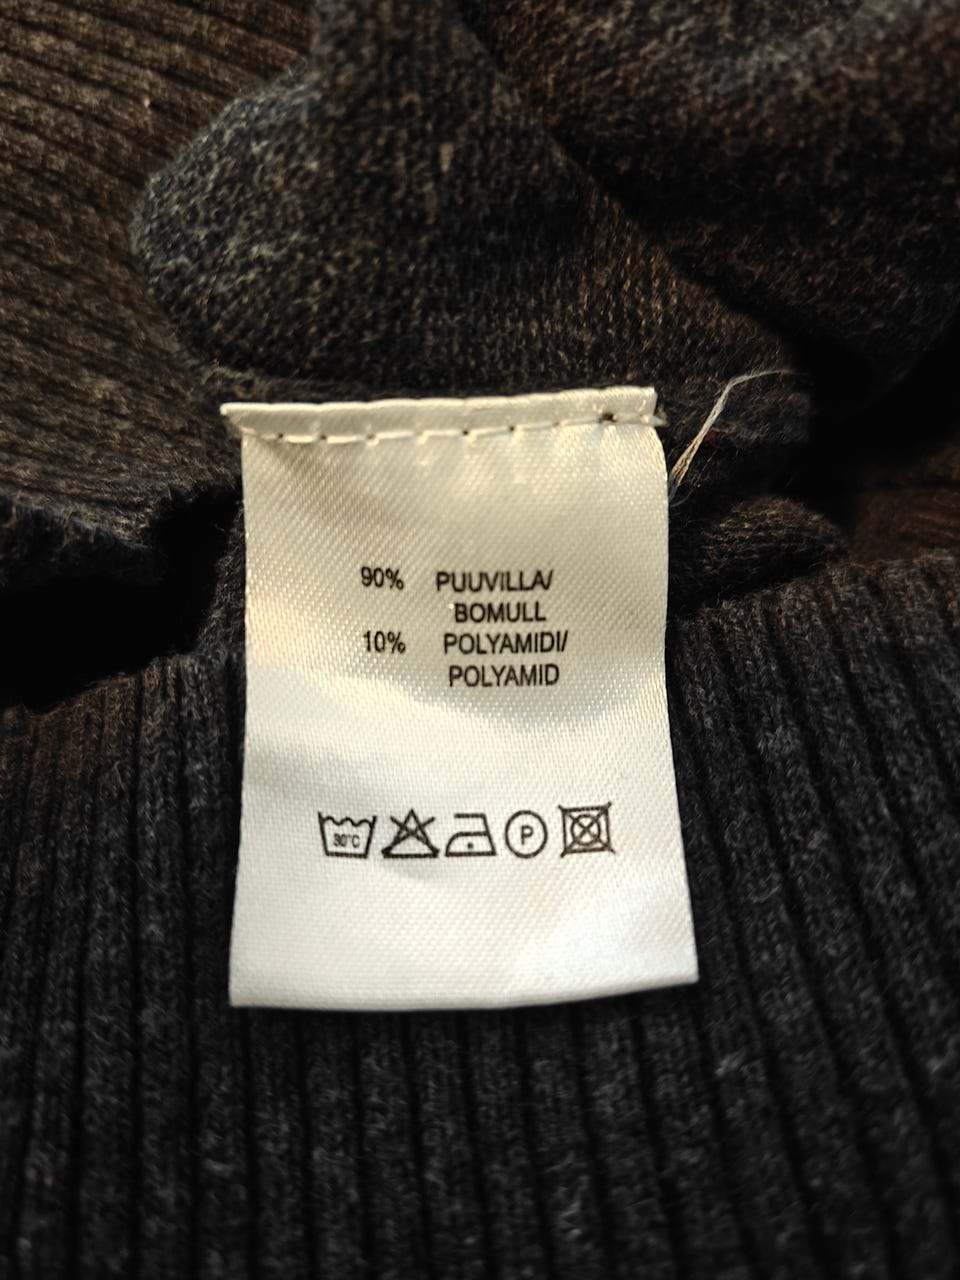 90% PUUVILLA/
BOMULL
10% POLYAMIDI/
POLYAMID
30°C P